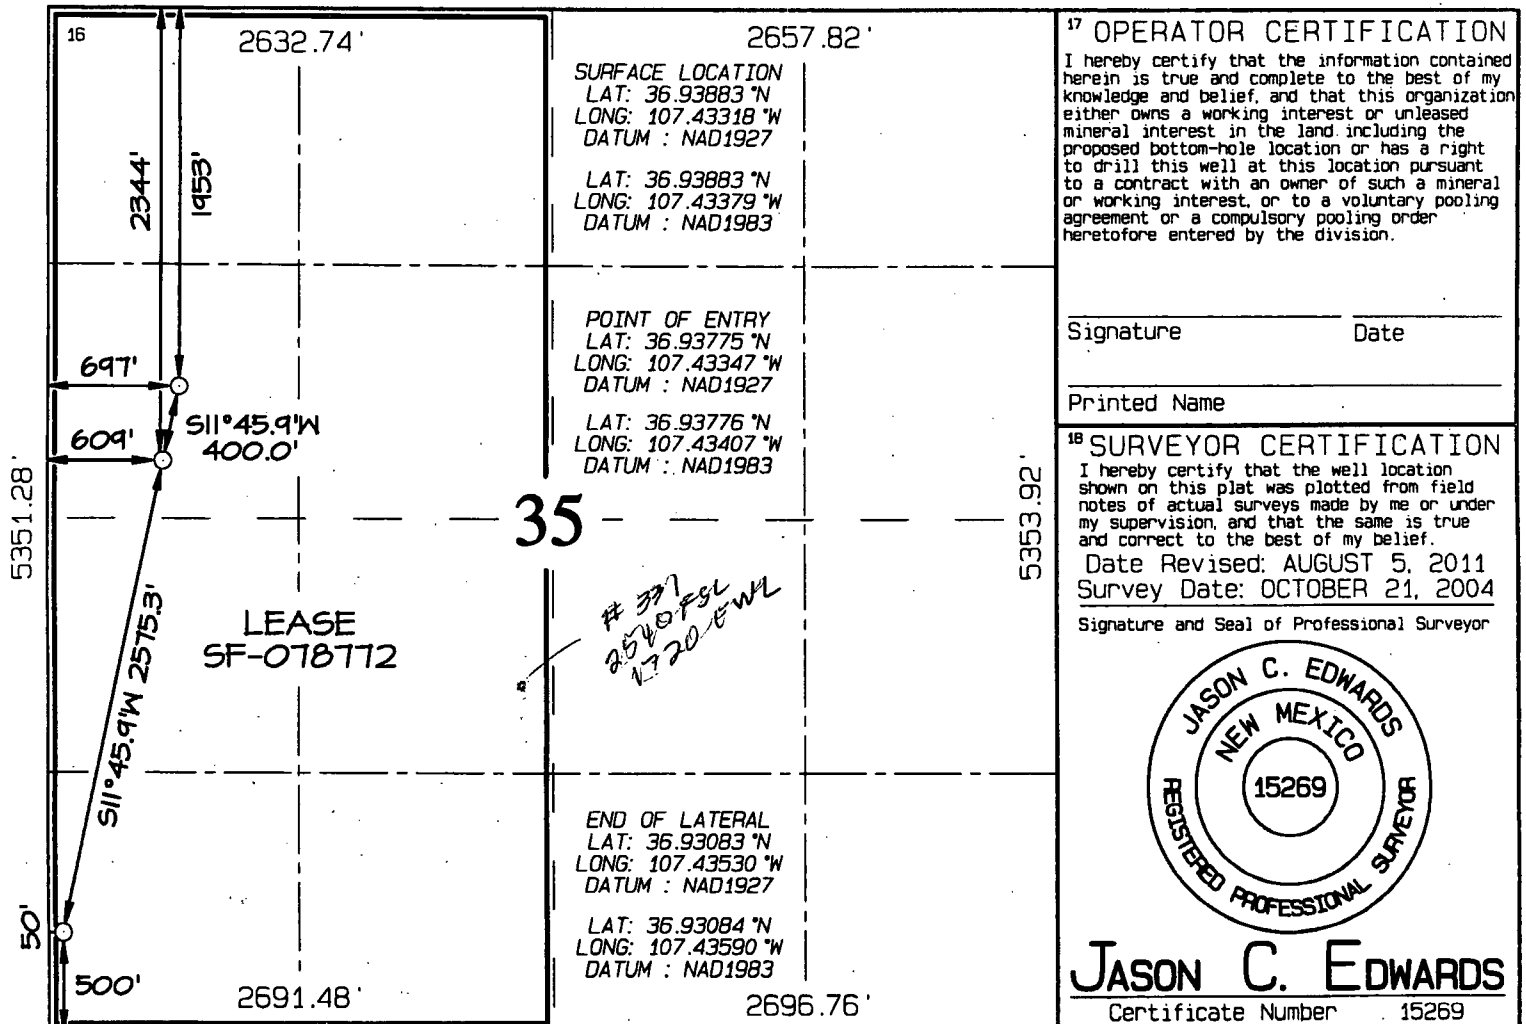 16
2632.74'
2657.82'
2344'
1953'
697'
609'
S11°45.9'W
400.0'
5351.28'
S11°45.9'W 2575.3'
LEASE
SF-078772
50'
500'
2691.48'
2696.76'
5353.92'
35
SURFACE LOCATION
LAT: 36.93883 °N
LONG: 107.43318 °W
DATUM : NAD1927
LAT: 36.93883 °N
LONG: 107.43379 °W
DATUM : NAD1983
POINT OF ENTRY
LAT: 36.93775 °N
LONG: 107.43347 °W
DATUM : NAD1927
LAT: 36.93776 °N
LONG: 107.43407 °W
DATUM : NAD1983
# 337
2540 FSL
1720 FWL
END OF LATERAL
LAT: 36.93083 °N
LONG: 107.43530 °W
DATUM : NAD1927
LAT: 36.93084 °N
LONG: 107.43590 °W
DATUM : NAD1983
17 OPERATOR CERTIFICATION
I hereby certify that the information contained
herein is true and complete to the best of my
knowledge and belief, and that this organization
either owns a working interest or unleased
mineral interest in the land including the
proposed bottom-hole location or has a right
to drill this well at this location pursuant
to a contract with an owner of such a mineral
or working interest, or to a voluntary pooling
agreement or a compulsory pooling order
heretofore entered by the division.
Signature Date
Printed Name
18 SURVEYOR CERTIFICATION
I hereby certify that the well location
shown on this plat was plotted from field
notes of actual surveys made by me or under
my supervision, and that the same is true
and correct to the best of my belief.
Date Revised: AUGUST 5, 2011
Survey Date: OCTOBER 21, 2004
Signature and Seal of Professional Surveyor
JASON C. EDWARDS
NEW MEXICO
15269
REGISTERED PROFESSIONAL SURVEYOR
JASON C. EDWARDS
Certificate Number 15269